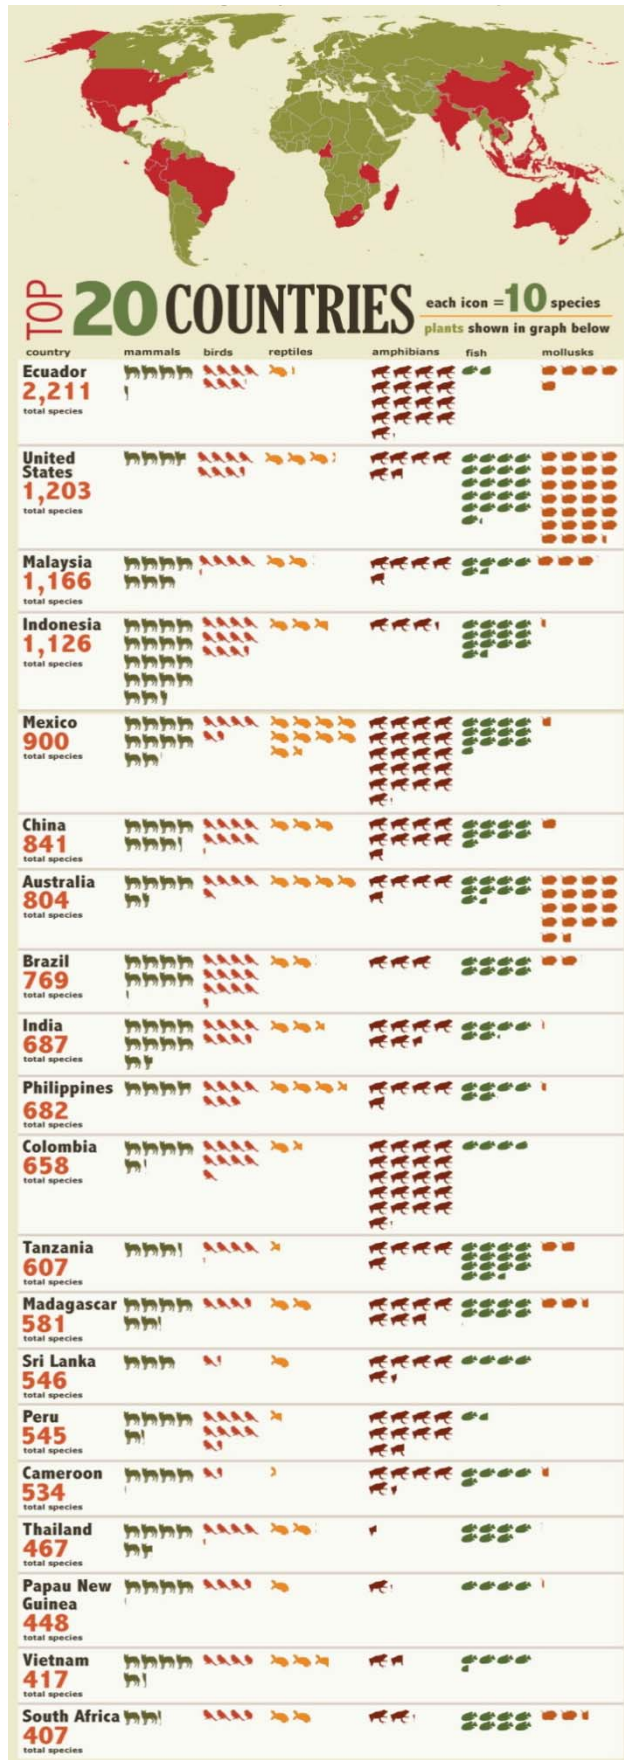 TOP 20 COUNTRIES
each icon = 10 species
plants shown in graph below
country mammals birds reptiles amphibians fish mollusks
Ecuador
2,211
total species
United
States
1,203
total species
Malaysia
1,166
total species
Indonesia
1,126
total species
Mexico
900
total species
China
841
total species
Australia
804
total species
Brazil
769
total species
India
687
total species
Philippines
682
total species
Colombia
658
total species
Tanzania
607
total species
Madagascar
581
total species
Sri Lanka
546
total species
Peru
545
total species
Cameroon
534
total species
Thailand
467
total species
Papau New
Guinea
448
total species
Vietnam
417
total species
South Africa
407